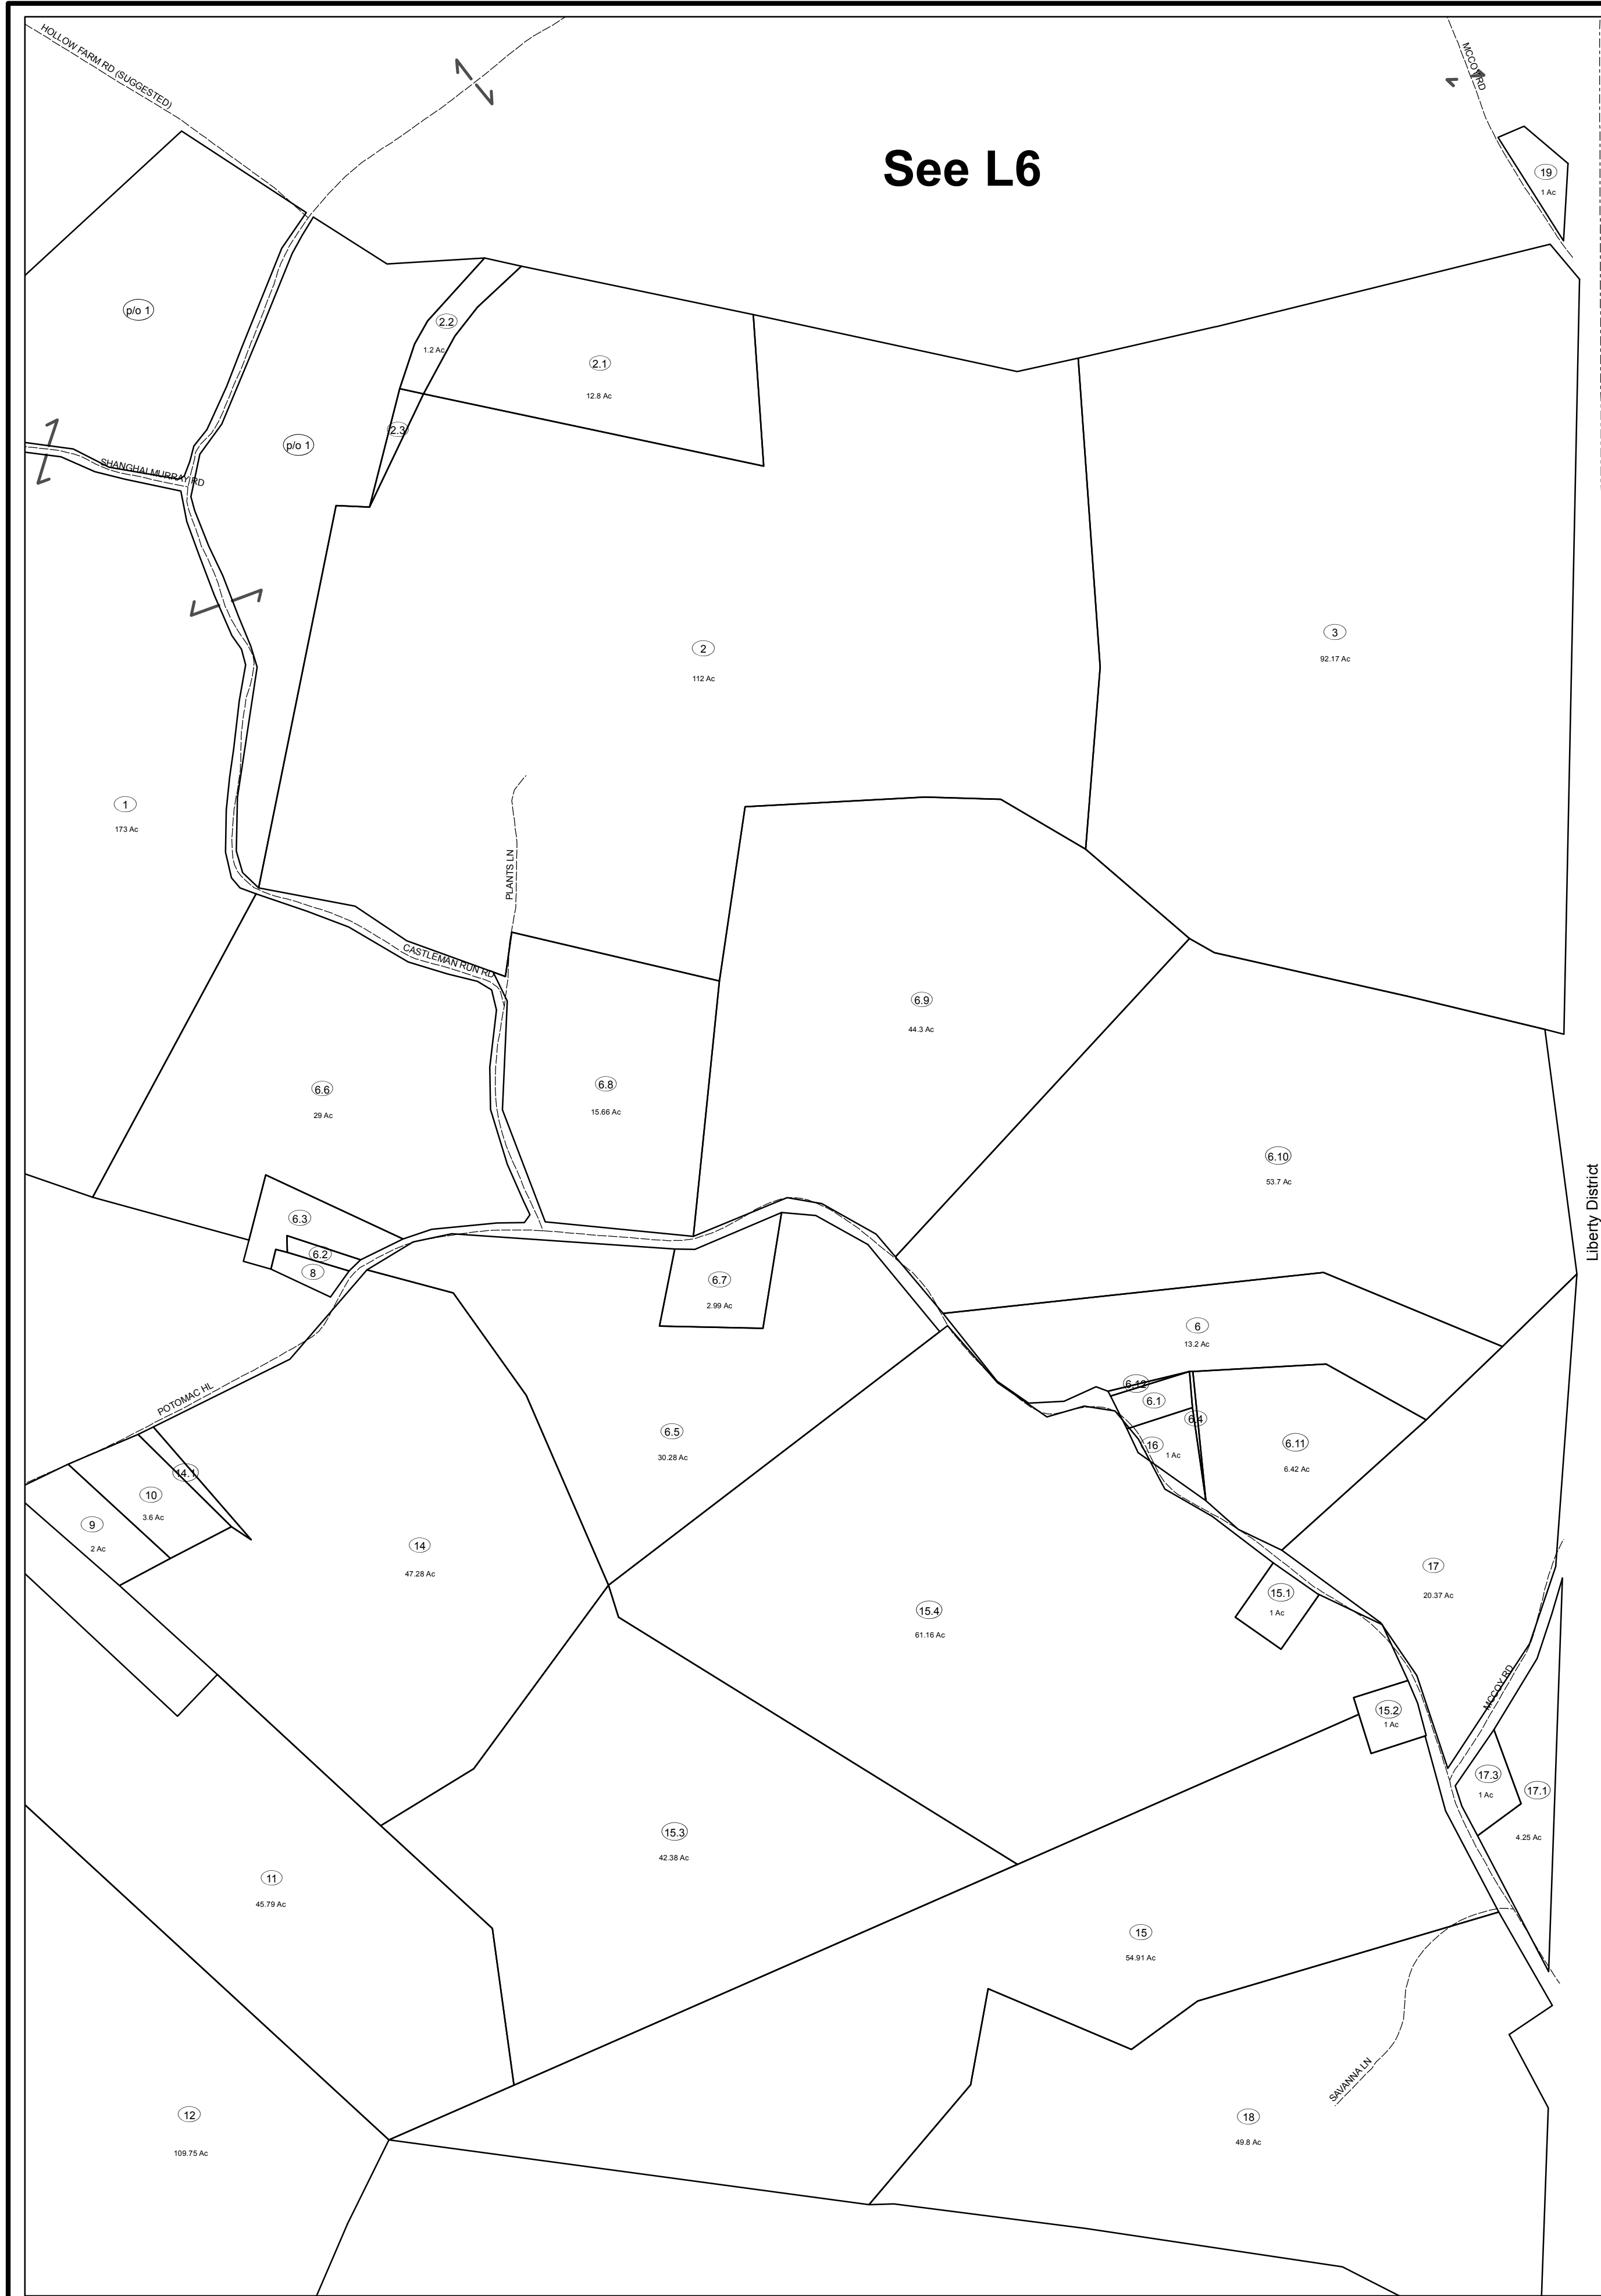 HOLLOW FARM RD (SUGGESTED)
MCCOY RD
See L6
19
1 Ac
p/o 1
2.2
1.2 Ac
2.1
12.8 Ac
2.3
p/o 1
SHANGHAI MURRAY RD
2
112 Ac
3
92.17 Ac
1
173 Ac
PLANTS LN
CASTLEMAN RUN RD
6.9
44.3 Ac
6.6
29 Ac
6.8
15.66 Ac
6.10
53.7 Ac
Liberty District
6.3
6.2
8
6.7
2.99 Ac
6
13.2 Ac
6.12
6.1
6.4
POTOMAC HL
6.5
30.28 Ac
16
1 Ac
6.11
6.42 Ac
14.1
10
3.6 Ac
9
2 Ac
14
47.28 Ac
17
20.37 Ac
15.1
1 Ac
15.4
61.16 Ac
MCCOY RD
15.2
1 Ac
17.3
1 Ac
17.1
4.25 Ac
15.3
42.38 Ac
11
45.79 Ac
15
54.91 Ac
SAVANNA LN
12
109.75 Ac
18
49.8 Ac